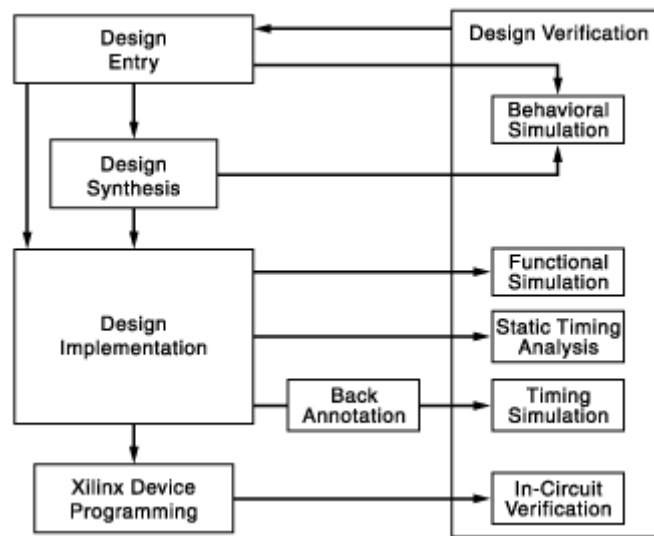 Design
Entry
Design Verification
Behavioral
Simulation
Design
Synthesis
Functional
Simulation
Design
Implementation
Static Timing
Analysis
Back
Annotation
Timing
Simulation
Xilinx Device
Programming
In-Circuit
Verification